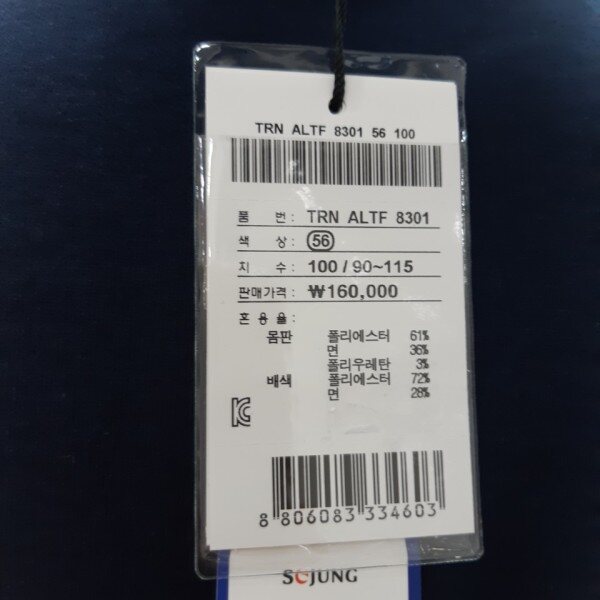 TRN ALTF 8301 56 100
품 번 : TRN ALTF 8301
색 상 : 56
치 수 : 100 / 90~115
판매가격 : ₩160,000
혼 용 율 :
몸판 폴리에스터 61%
면 36%
폴리우레탄 3%
배색 폴리에스터 72%
면 28%
KC
8 806083 334603
SOJUNG